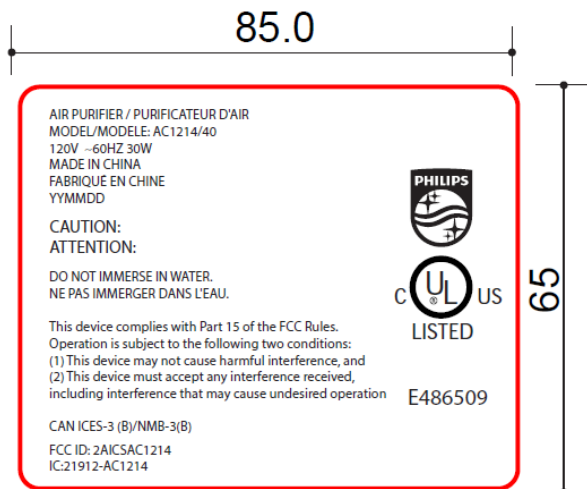 85.0
AIR PURIFIER / PURIFICATEUR D'AIR
MODEL/MODELE: AC1214/40
120V ~60HZ 30W
MADE IN CHINA
FABRIQUÉ EN CHINE
YYMMDD
CAUTION:
ATTENTION:
DO NOT IMMERSE IN WATER.
NE PAS IMMERGER DANS L'EAU.
This device complies with Part 15 of the FCC Rules.
Operation is subject to the following two conditions:
(1) This device may not cause harmful interference, and
(2) This device must accept any interference received,
including interference that may cause undesired operation
CAN ICES-3 (B)/NMB-3(B)
FCC ID: 2AICSAC1214
IC:21912-AC1214
PHILIPS
C UL ® US
LISTED
E486509
65